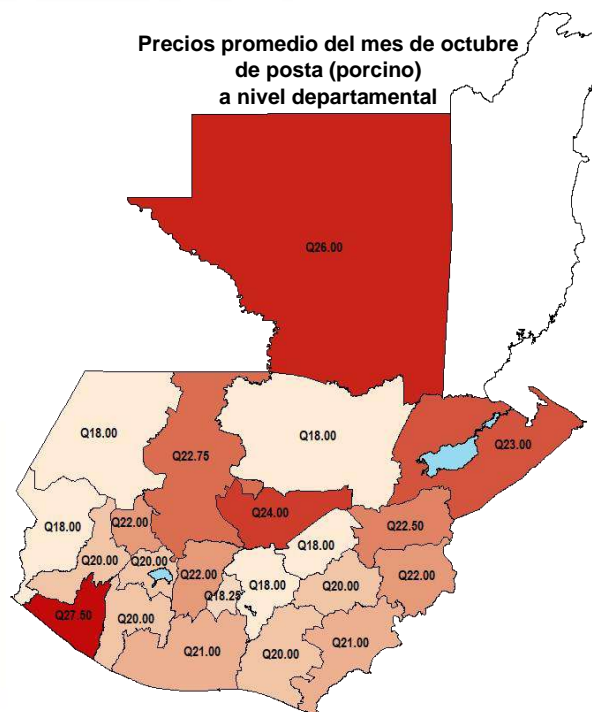 Precios promedio del mes de octubre
de posta (porcino)
a nivel departamental
Q26.00
Q18.00
Q22.75
Q18.00
Q23.00
Q18.00
Q22.00
Q24.00
Q22.50
Q18.00
Q20.00
Q20.00
Q22.00
Q18.00
Q20.00
Q22.00
Q18.25
Q27.50
Q20.00
Q21.00
Q20.00
Q21.00